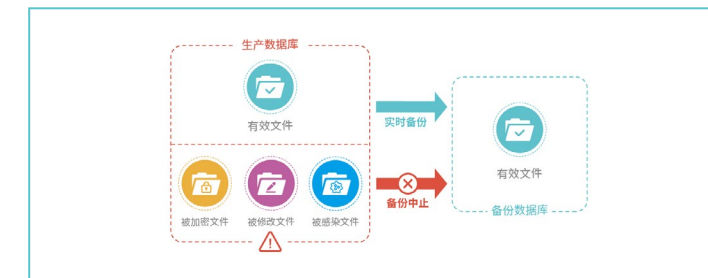 生产数据库
有效文件
实时备份
有效文件
被加密文件
被修改文件
被感染文件
备份中止
备份数据库